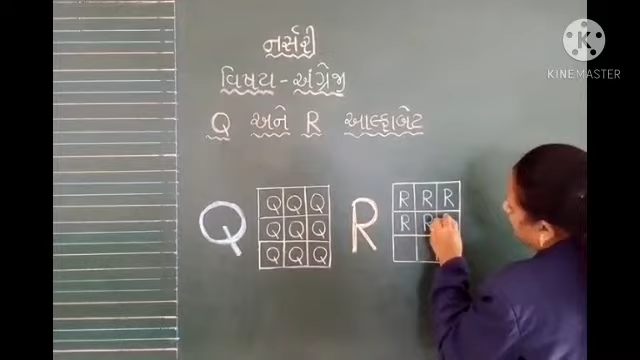 નર્સરી
વિષય - અંગ્રેજી
Q અને R આલ્ફાબેટ
Q
Q Q Q
Q Q Q
Q Q Q
R
R R R
R R
KINEMASTER